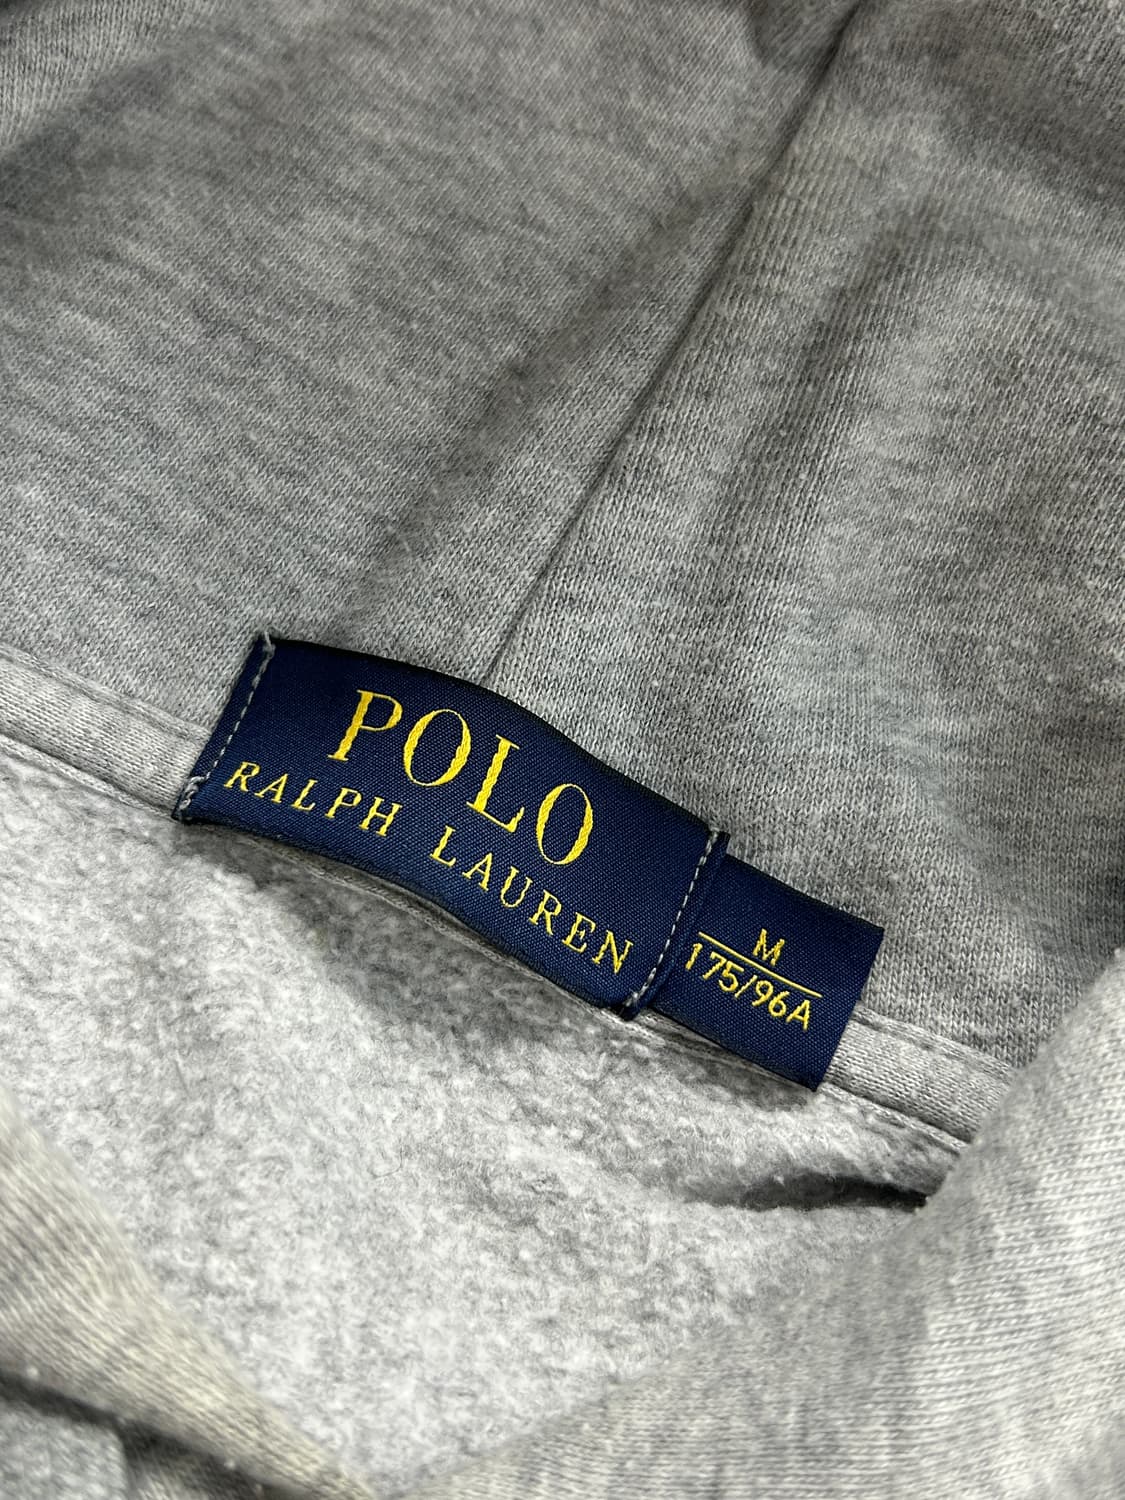 POLO
RALPH LAUREN
M
175/96A